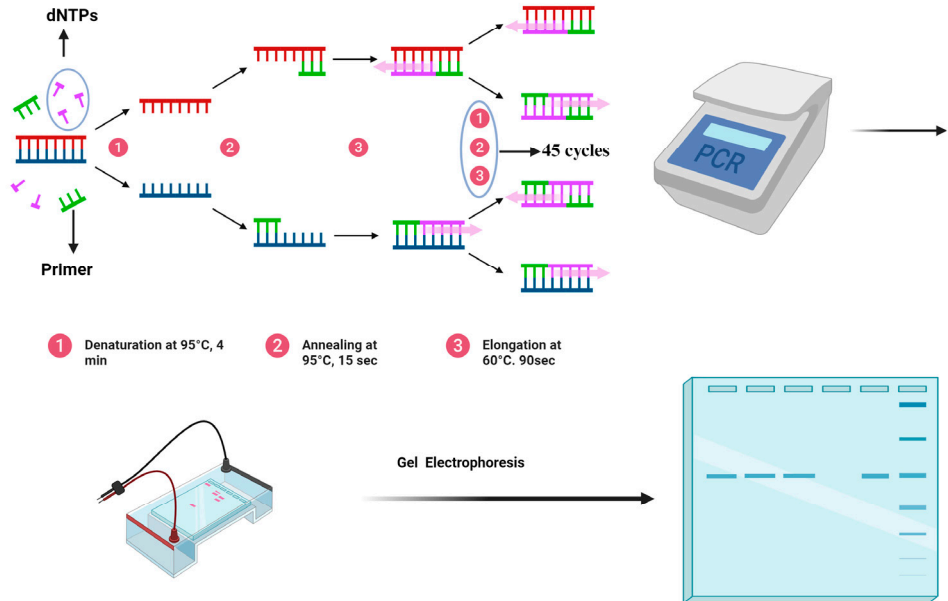 dNTPs
1
2
3
1
2
3
45 cycles
PCR
Primer
1 Denaturation at 95°C, 4
min
2 Annealing at
95°C, 15 sec
3 Elongation at
60°C. 90sec
Gel Electrophoresis